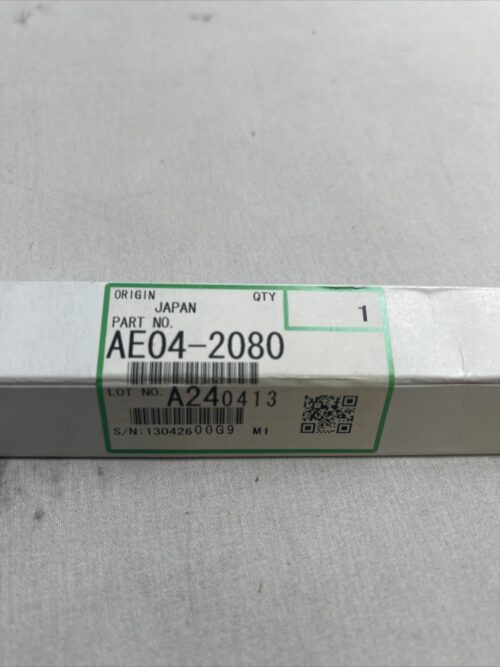 ORIGIN QTY
JAPAN 1
PART NO.
AE04-2080
LOT NO. A240413
S/N:13042600G9 MI